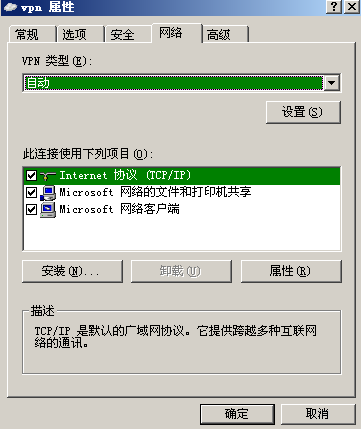 vpn 属性
常规 选项 安全 网络 高级
VPN 类型(E):
自动
设置(S)
此连接使用下列项目(O):
Internet 协议 (TCP/IP)
Microsoft 网络的文件和打印机共享
Microsoft 网络客户端
安装(N)... 卸载(U) 属性(R)
描述
TCP/IP 是默认的广域网协议。它提供跨越多种互联网
络的通讯。
确定 取消